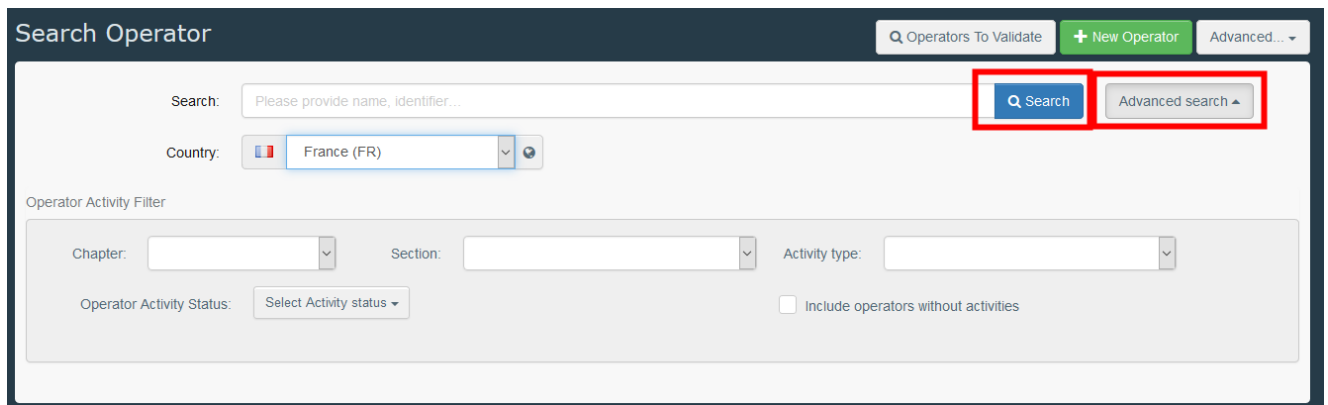 Search Operator
Operators To Validate
New Operator
Advanced...
Search:
Please provide name, identifier...
Search
Advanced search
Country:
France (FR)
Operator Activity Filter
Chapter:
Section:
Activity type:
Operator Activity Status:
Select Activity status
Include operators without activities